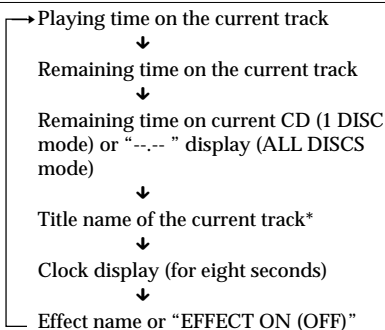 Playing time on the current track
Remaining time on the current track
Remaining time on current CD (1 DISC
mode) or “--.-- ” display (ALL DISCS
mode)
Title name of the current track*
Clock display (for eight seconds)
Effect name or “EFFECT ON (OFF)”